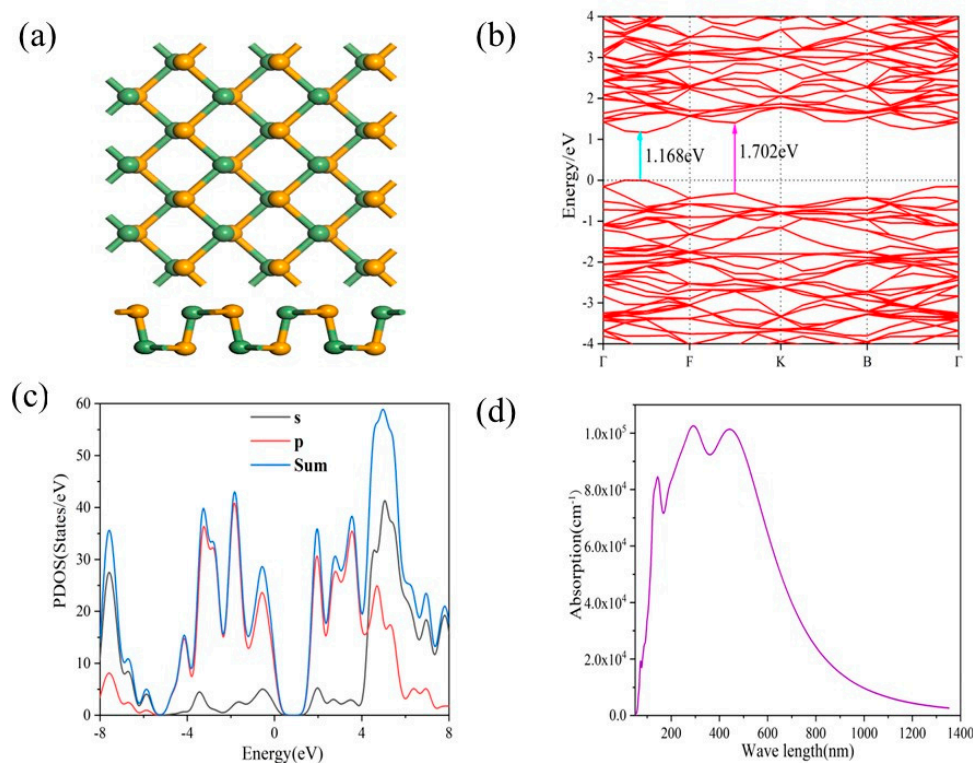 (a)
(b)
4
3
2
1
0
-1
-2
-3
-4
Energy/eV
1.168eV
1.702eV
Γ F K B Γ
(c)
60
50
40
30
20
10
0
PDOS(States/eV)
s
p
Sum
-8 -4 0 4 8
Energy(eV)
(d)
1.0x10⁵
8.0x10⁴
6.0x10⁴
4.0x10⁴
2.0x10⁴
0.0
Absorption(cm⁻¹)
200 400 600 800 1000 1200 1400
Wave length(nm)